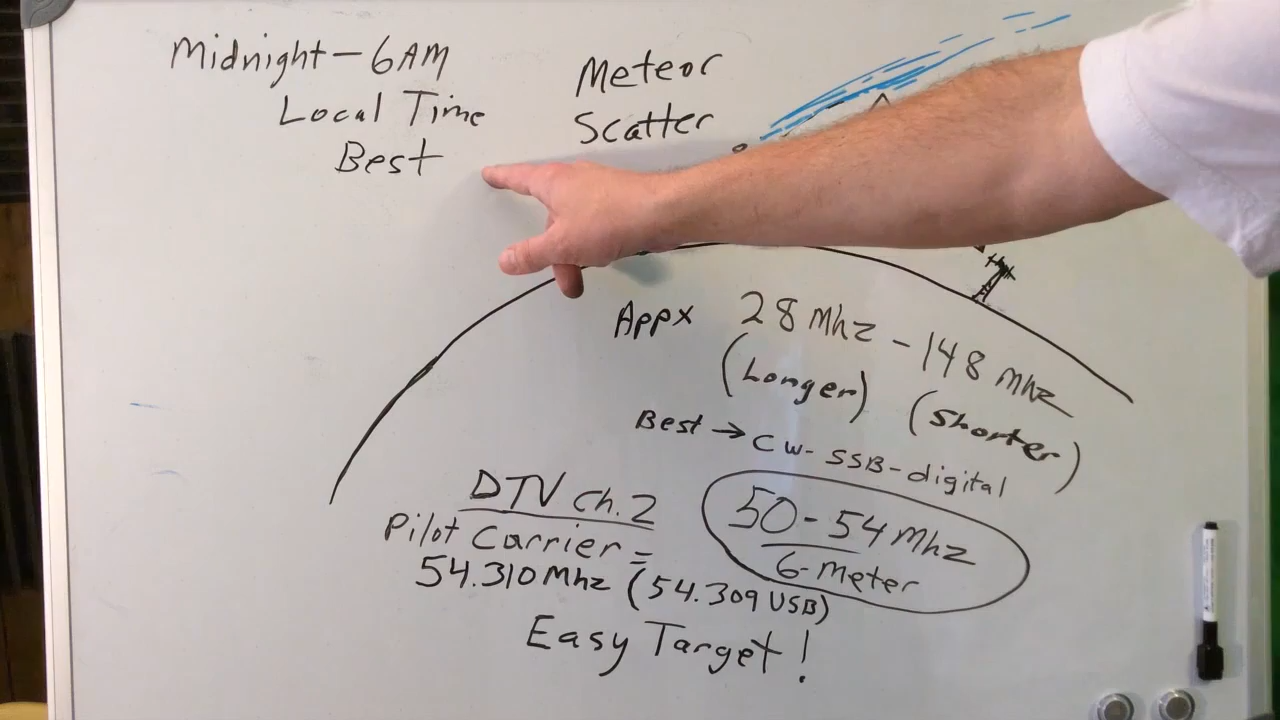 Midnight-6AM
Local Time
Best
Meteor
Scatter
Appx 28 Mhz - 148 Mhz
(Longer) (Shorter)
Best → CW-SSB-digital
50-54 Mhz
6-Meter
DTV Ch. 2
Pilot Carrier =
54.310 Mhz (54.309 USB)
Easy Target!